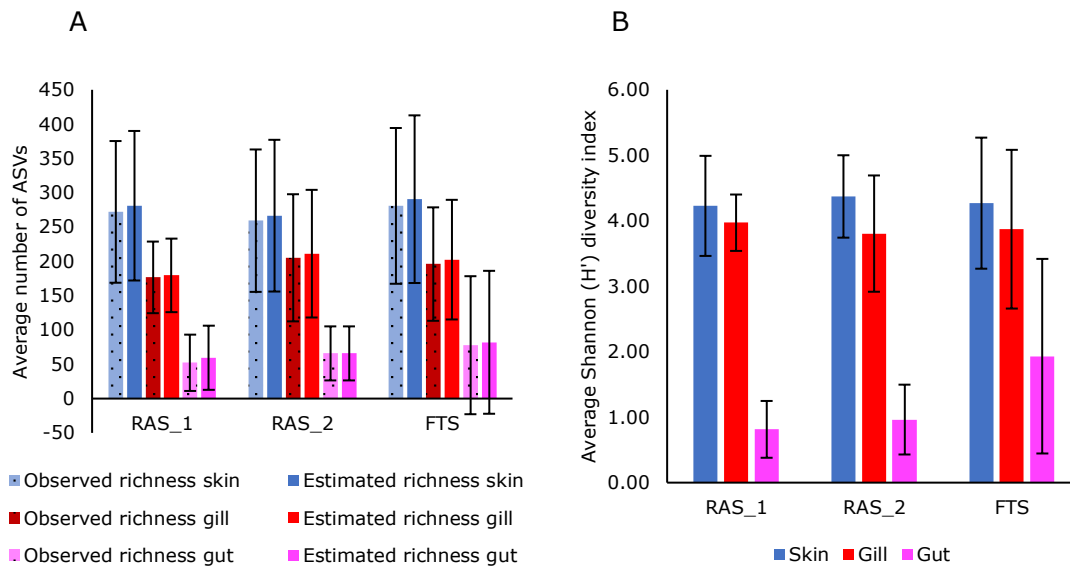 A
Average number of ASVs
450
400
350
300
250
200
150
100
50
0
-50
RAS_1 RAS_2 FTS
Observed richness skin Estimated richness skin
Observed richness gill Estimated richness gill
Observed richness gut Estimated richness gut
B
Average Shannon (H') diversity index
6.00
5.00
4.00
3.00
2.00
1.00
0.00
RAS_1 RAS_2 FTS
Skin Gill Gut